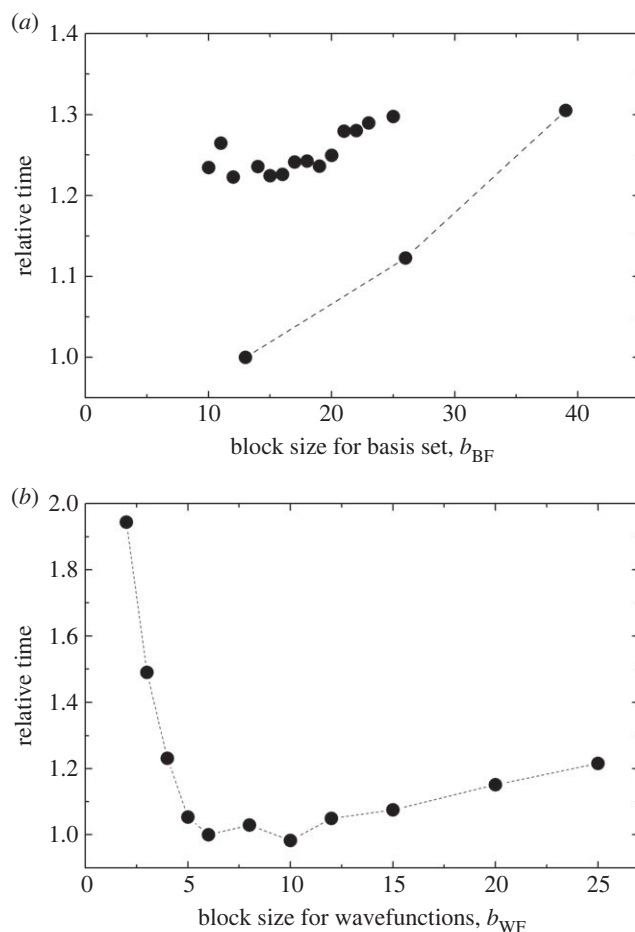 (a)
1.4
1.3
1.2
1.1
1.0
relative time
0 10 20 30 40
block size for basis set, b_BF
(b)
2.0
1.8
1.6
1.4
1.2
1.0
relative time
0 5 10 15 20 25
block size for wavefunctions, b_WF